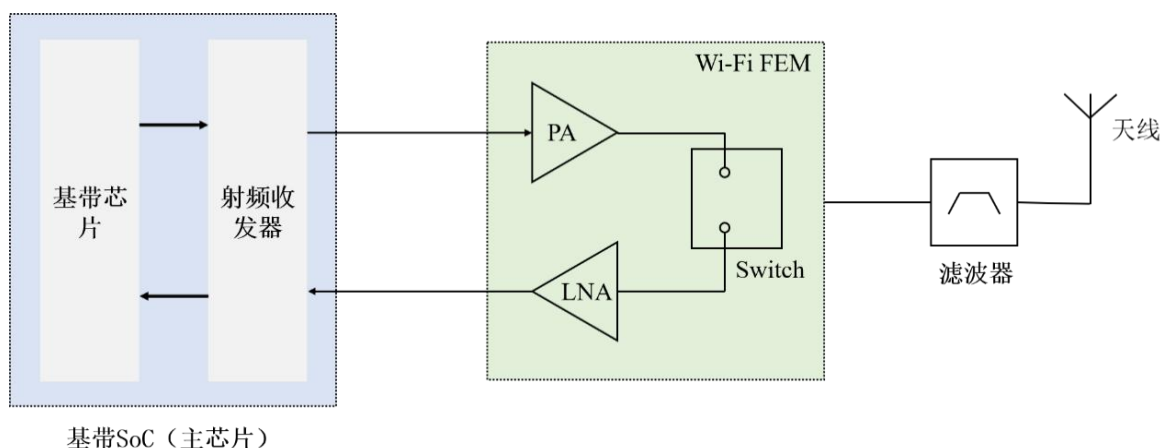 Wi-Fi FEM
PA
天线
基带芯
片
射频收
发器
Switch
LNA
滤波器
基带SoC（主芯片）